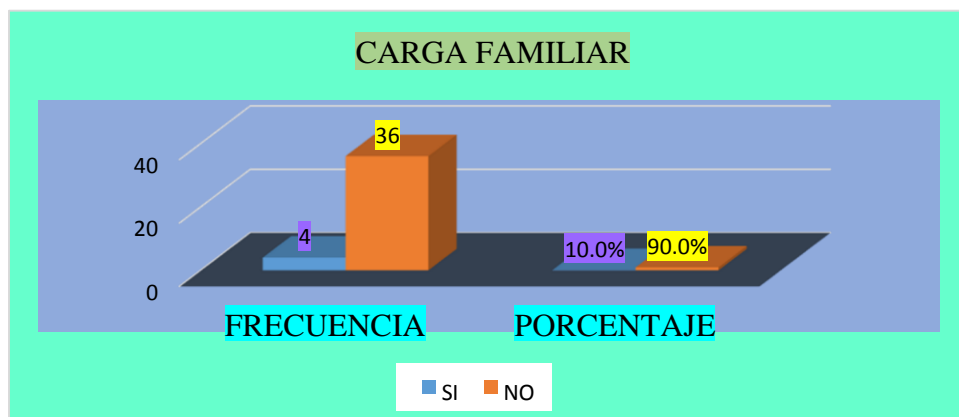 CARGA FAMILIAR
40
20
0
4
36
10.0%
90.0%
FRECUENCIA
PORCENTAJE
SI
NO